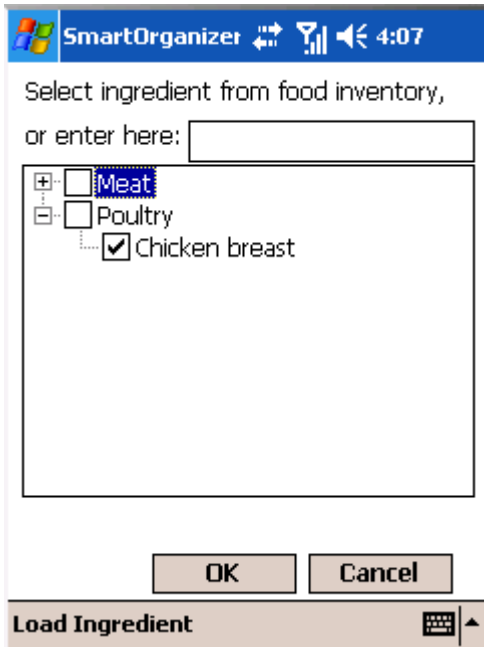 SmartOrganizer 4:07
Select ingredient from food inventory,
or enter here:
Meat
Poultry
Chicken breast
OK Cancel
Load Ingredient